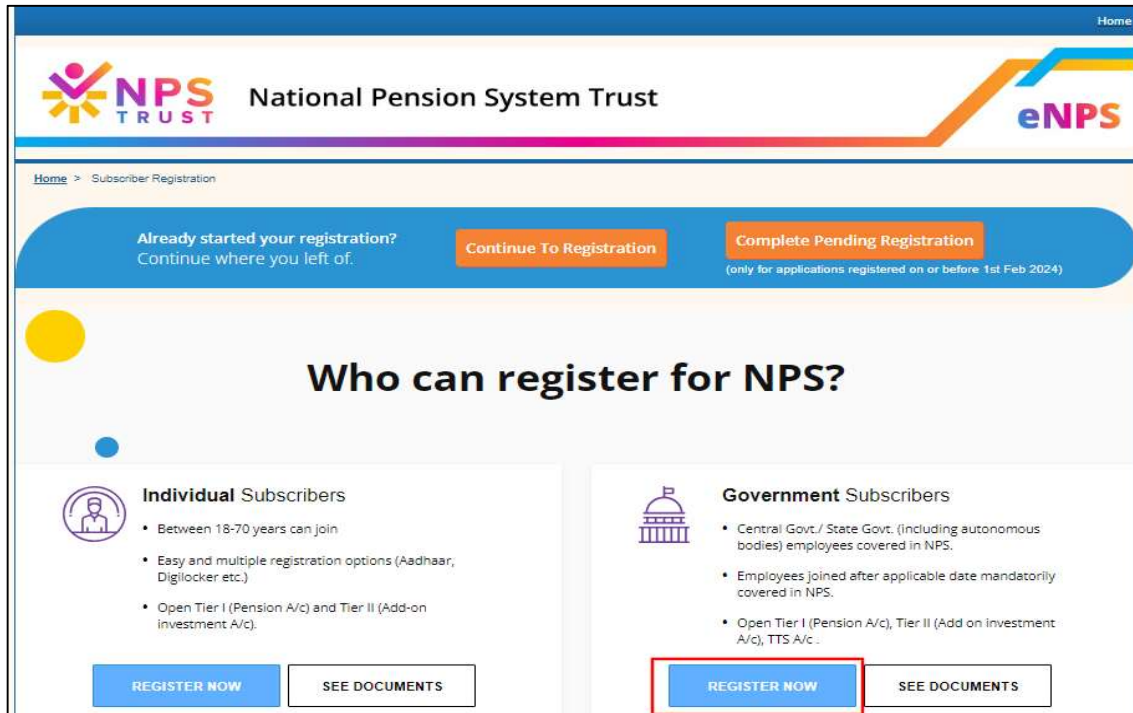 Home
NPS
TRUST
National Pension System Trust
eNPS
Home > Subscriber Registration
Already started your registration?
Continue where you left of.
Continue To Registration
Complete Pending Registration
(only for applications registered on or before 1st Feb 2024)
Who can register for NPS?
Individual Subscribers
• Between 18-70 years can join
• Easy and multiple registration options (Aadhaar,
Digilocker etc.)
• Open Tier I (Pension A/c) and Tier II (Add-on
investment A/c).
REGISTER NOW
SEE DOCUMENTS
Government Subscribers
• Central Govt./ State Govt. (including autonomous
bodies) employees covered in NPS.
• Employees joined after applicable date mandatorily
covered in NPS.
• Open Tier I (Pension A/c), Tier II (Add on investment
A/c), TTS A/c .
REGISTER NOW
SEE DOCUMENTS